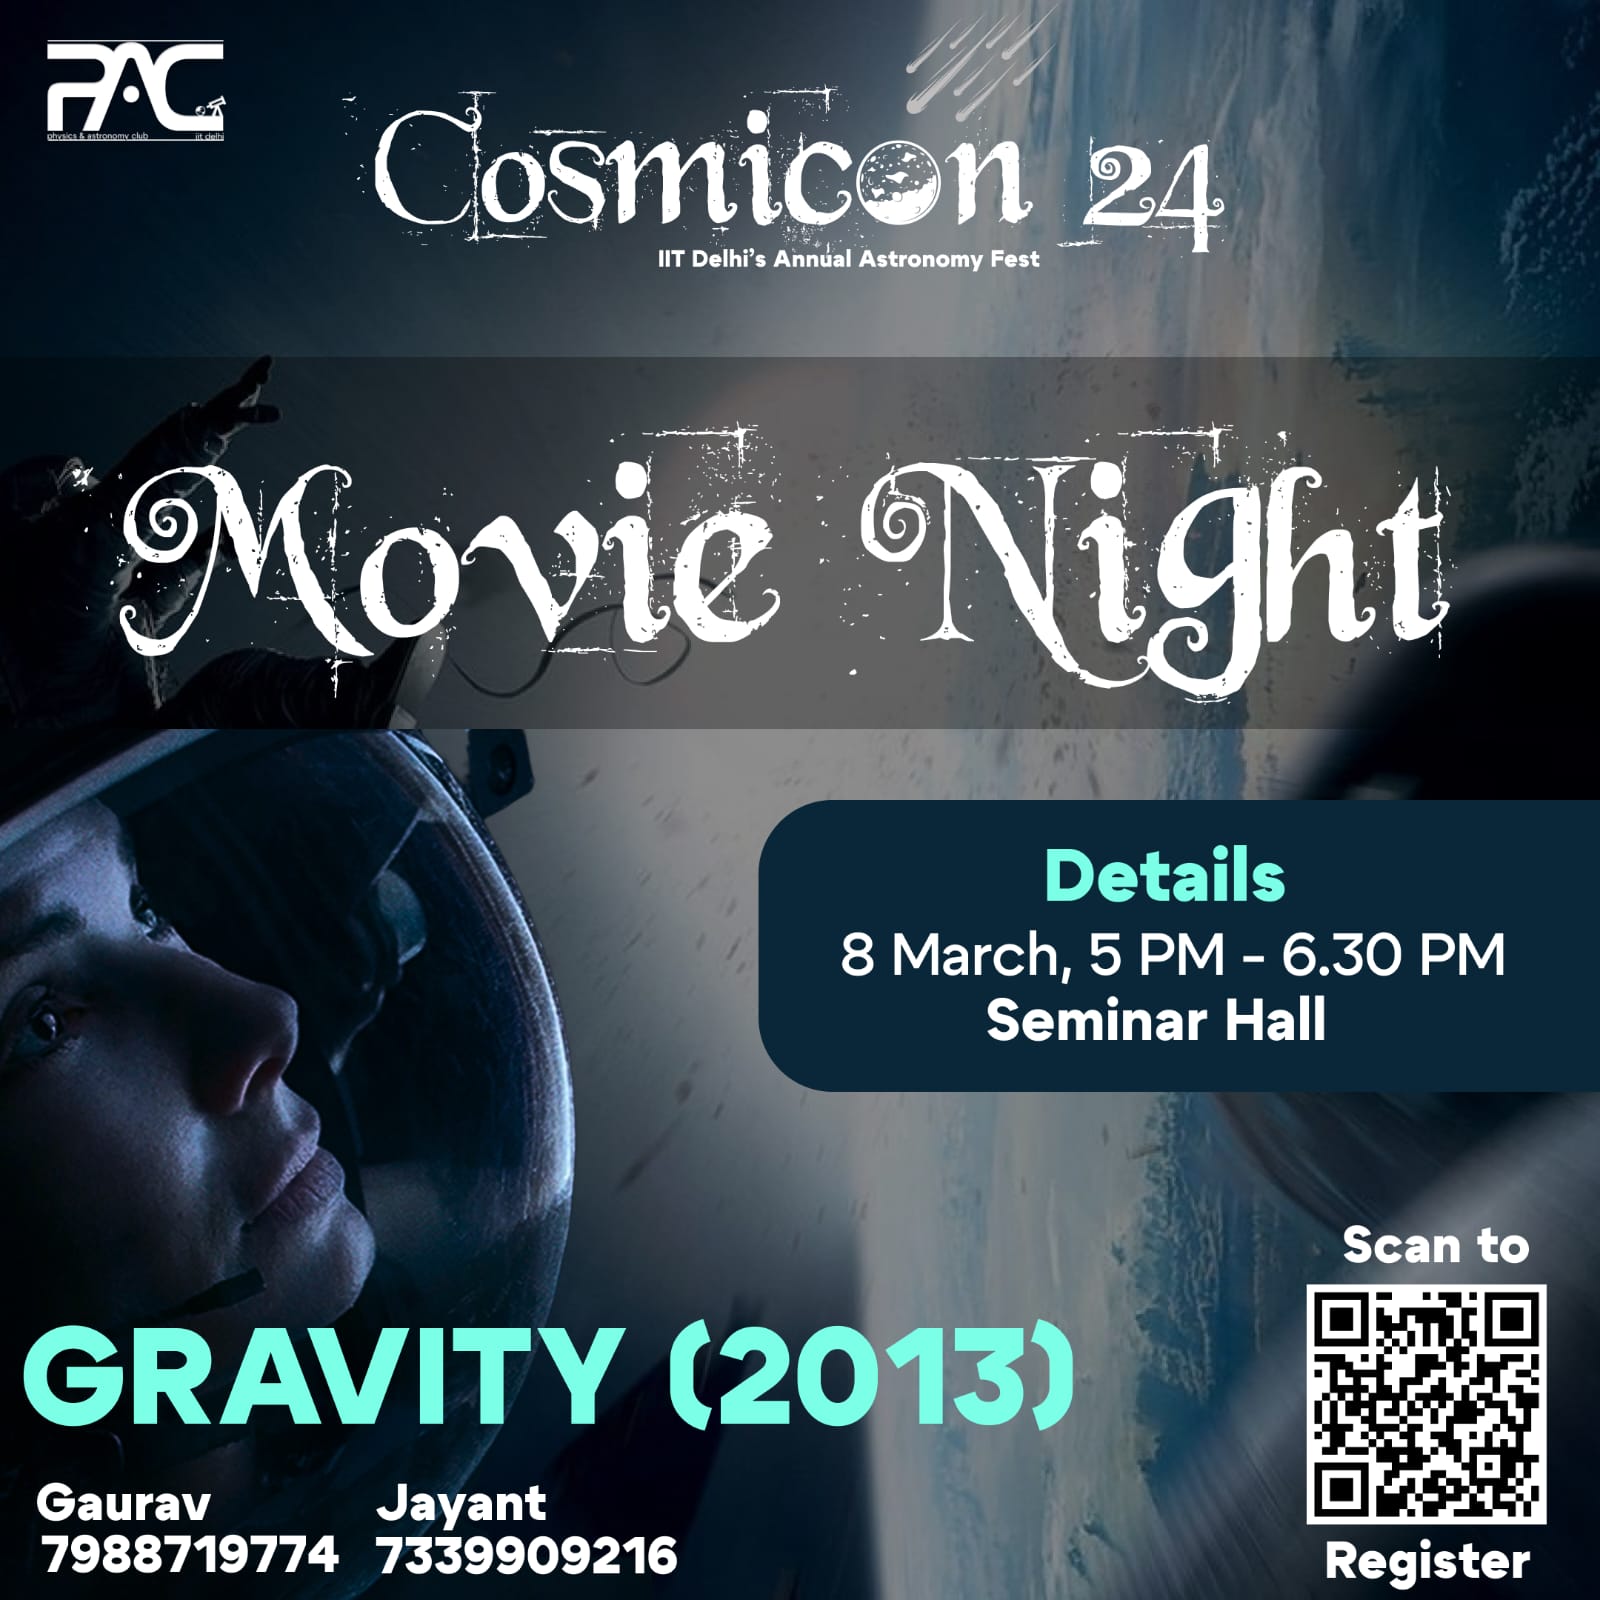 PAC
physics & astronomy club iit delhi
Cosmicon 24
IIT Delhi's Annual Astronomy Fest
Movie Night
Details
8 March, 5 PM - 6.30 PM
Seminar Hall
GRAVITY (2013)
Gaurav
7988719774
Jayant
7339909216
Scan to
Register